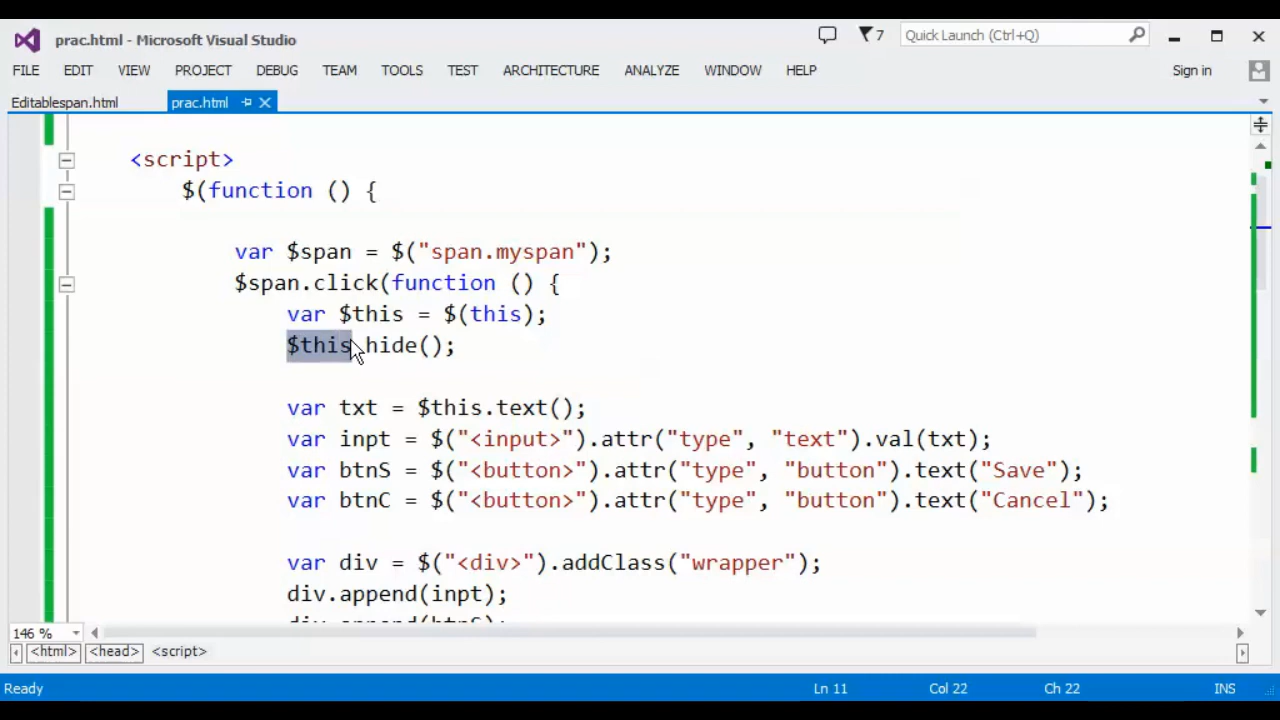 prac.html - Microsoft Visual Studio
7
Quick Launch (Ctrl+Q)
FILE EDIT VIEW PROJECT DEBUG TEAM TOOLS TEST ARCHITECTURE ANALYZE WINDOW HELP Sign in
Editablespan.html prac.html
<script>
$(function () {
var $span = $("span.myspan");
$span.click(function () {
var $this = $(this);
$this.hide();
var txt = $this.text();
var inpt = $("<input>").attr("type", "text").val(txt);
var btnS = $("<button>").attr("type", "button").text("Save");
var btnC = $("<button>").attr("type", "button").text("Cancel");
var div = $("<div>").addClass("wrapper");
div.append(inpt);
div.append(btnS);
146 %
<html> <head> <script>
Ready Ln 11 Col 22 Ch 22 INS